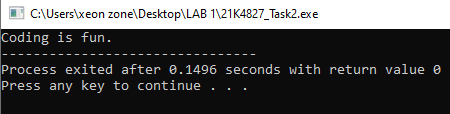 C:\Users\xeon zone\Desktop\LAB 1\21K4827_Task2.exe
Coding is fun.
--------------------------------
Process exited after 0.1496 seconds with return value 0
Press any key to continue . . .